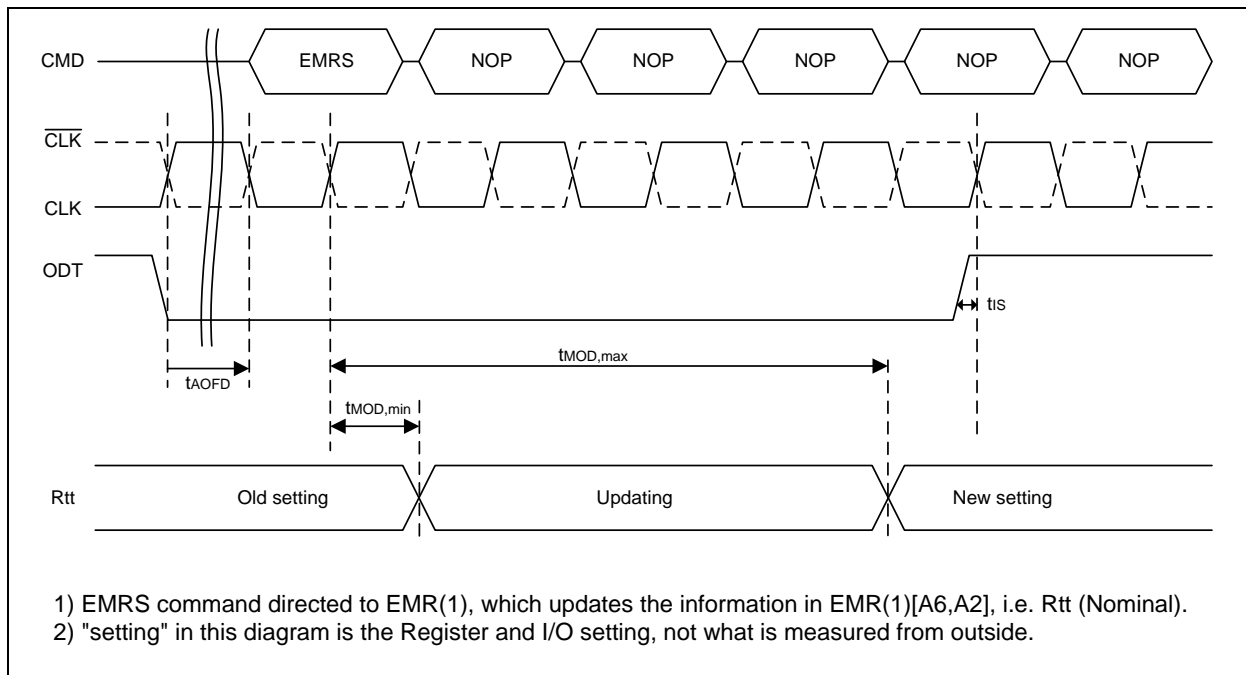 CMD EMRS NOP NOP NOP NOP NOP
CLK
CLK
ODT
tIS
tMOD,max
tAOFD
tMOD,min
Rtt Old setting Updating New setting
1) EMRS command directed to EMR(1), which updates the information in EMR(1)[A6,A2], i.e. Rtt (Nominal).
2) "setting" in this diagram is the Register and I/O setting, not what is measured from outside.